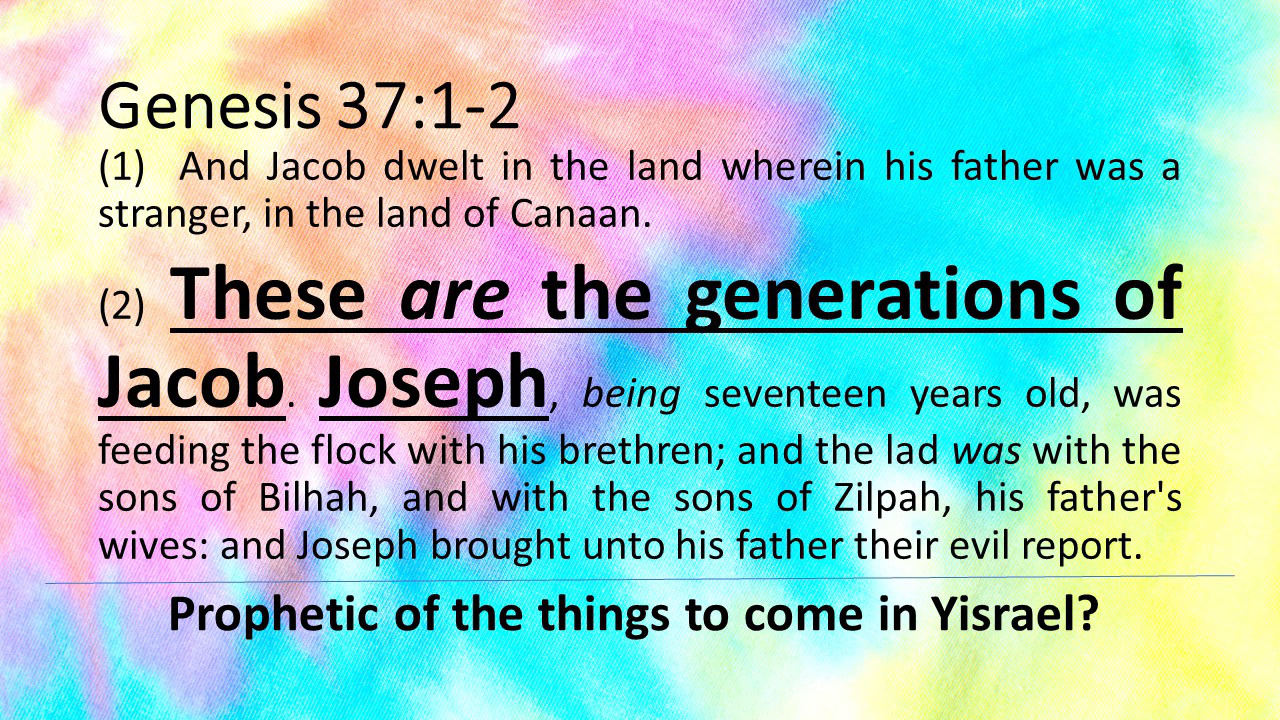 Genesis 37:1-2
(1) And Jacob dwelt in the land wherein his father was a
stranger, in the land of Canaan.
(2) These are the generations of
Jacob. Joseph, being seventeen years old, was
feeding the flock with his brethren; and the lad was with the
sons of Bilhah, and with the sons of Zilpah, his father's
wives: and Joseph brought unto his father their evil report.
Prophetic of the things to come in Yisrael?